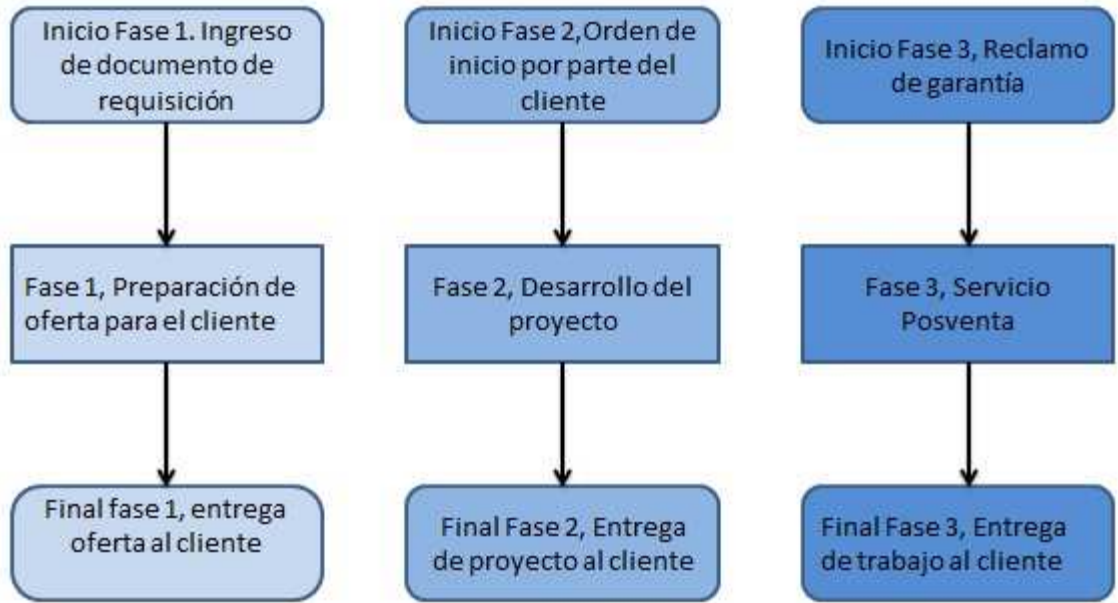 Inicio Fase 1. Ingreso
de documento de
requisición
Fase 1, Preparación de
oferta para el cliente
Final fase 1, entrega
oferta al cliente
Inicio Fase 2,Orden de
inicio por parte del
cliente
Fase 2, Desarrollo del
proyecto
Final Fase 2, Entrega
de proyecto al cliente
Inicio Fase 3, Reclamo
de garantía
Fase 3, Servicio
Posventa
Final Fase 3, Entrega
de trabajo al cliente